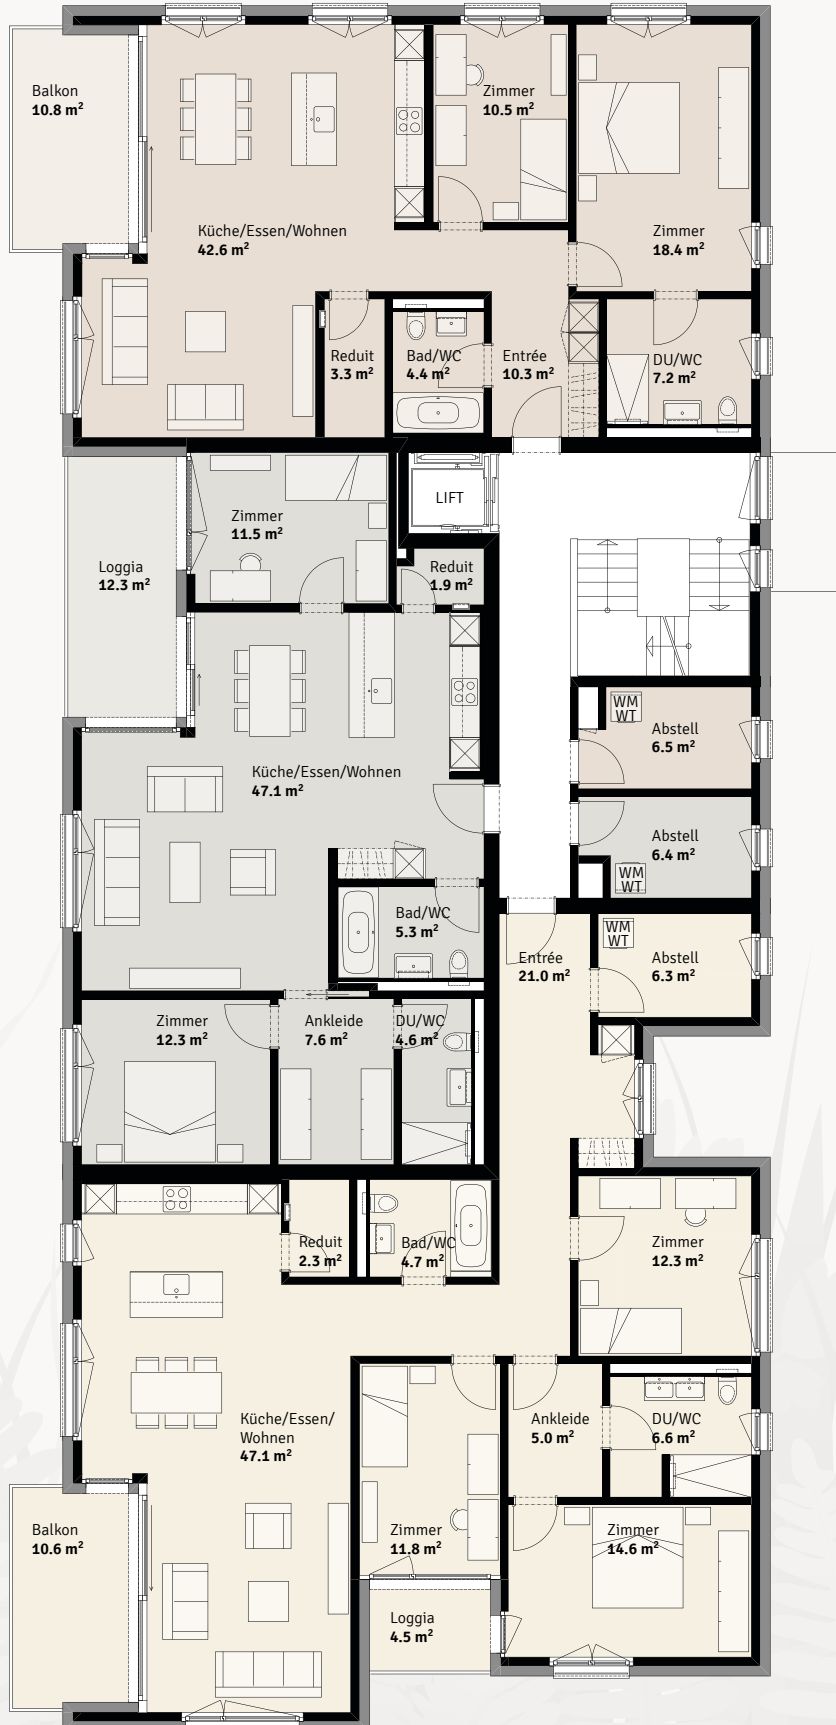 Balkon
10.8 m²
Zimmer
10.5 m²
Küche/Essen/Wohnen
42.6 m²
Zimmer
18.4 m²
Reduit
3.3 m²
Bad/WC
4.4 m²
Entrée
10.3 m²
DU/WC
7.2 m²
LIFT
Zimmer
11.5 m²
Loggia
12.3 m²
Reduit
1.9 m²
WM
WT
Abstell
6.5 m²
Küche/Essen/Wohnen
47.1 m²
Abstell
6.4 m²
WM
WT
Bad/WC
5.3 m²
WM
WT
Entrée
21.0 m²
Abstell
6.3 m²
Zimmer
12.3 m²
Ankleide
7.6 m²
DU/WC
4.6 m²
Reduit
2.3 m²
Bad/WC
4.7 m²
Zimmer
12.3 m²
Küche/Essen/
Wohnen
47.1 m²
Ankleide
5.0 m²
DU/WC
6.6 m²
Balkon
10.6 m²
Zimmer
11.8 m²
Zimmer
14.6 m²
Loggia
4.5 m²